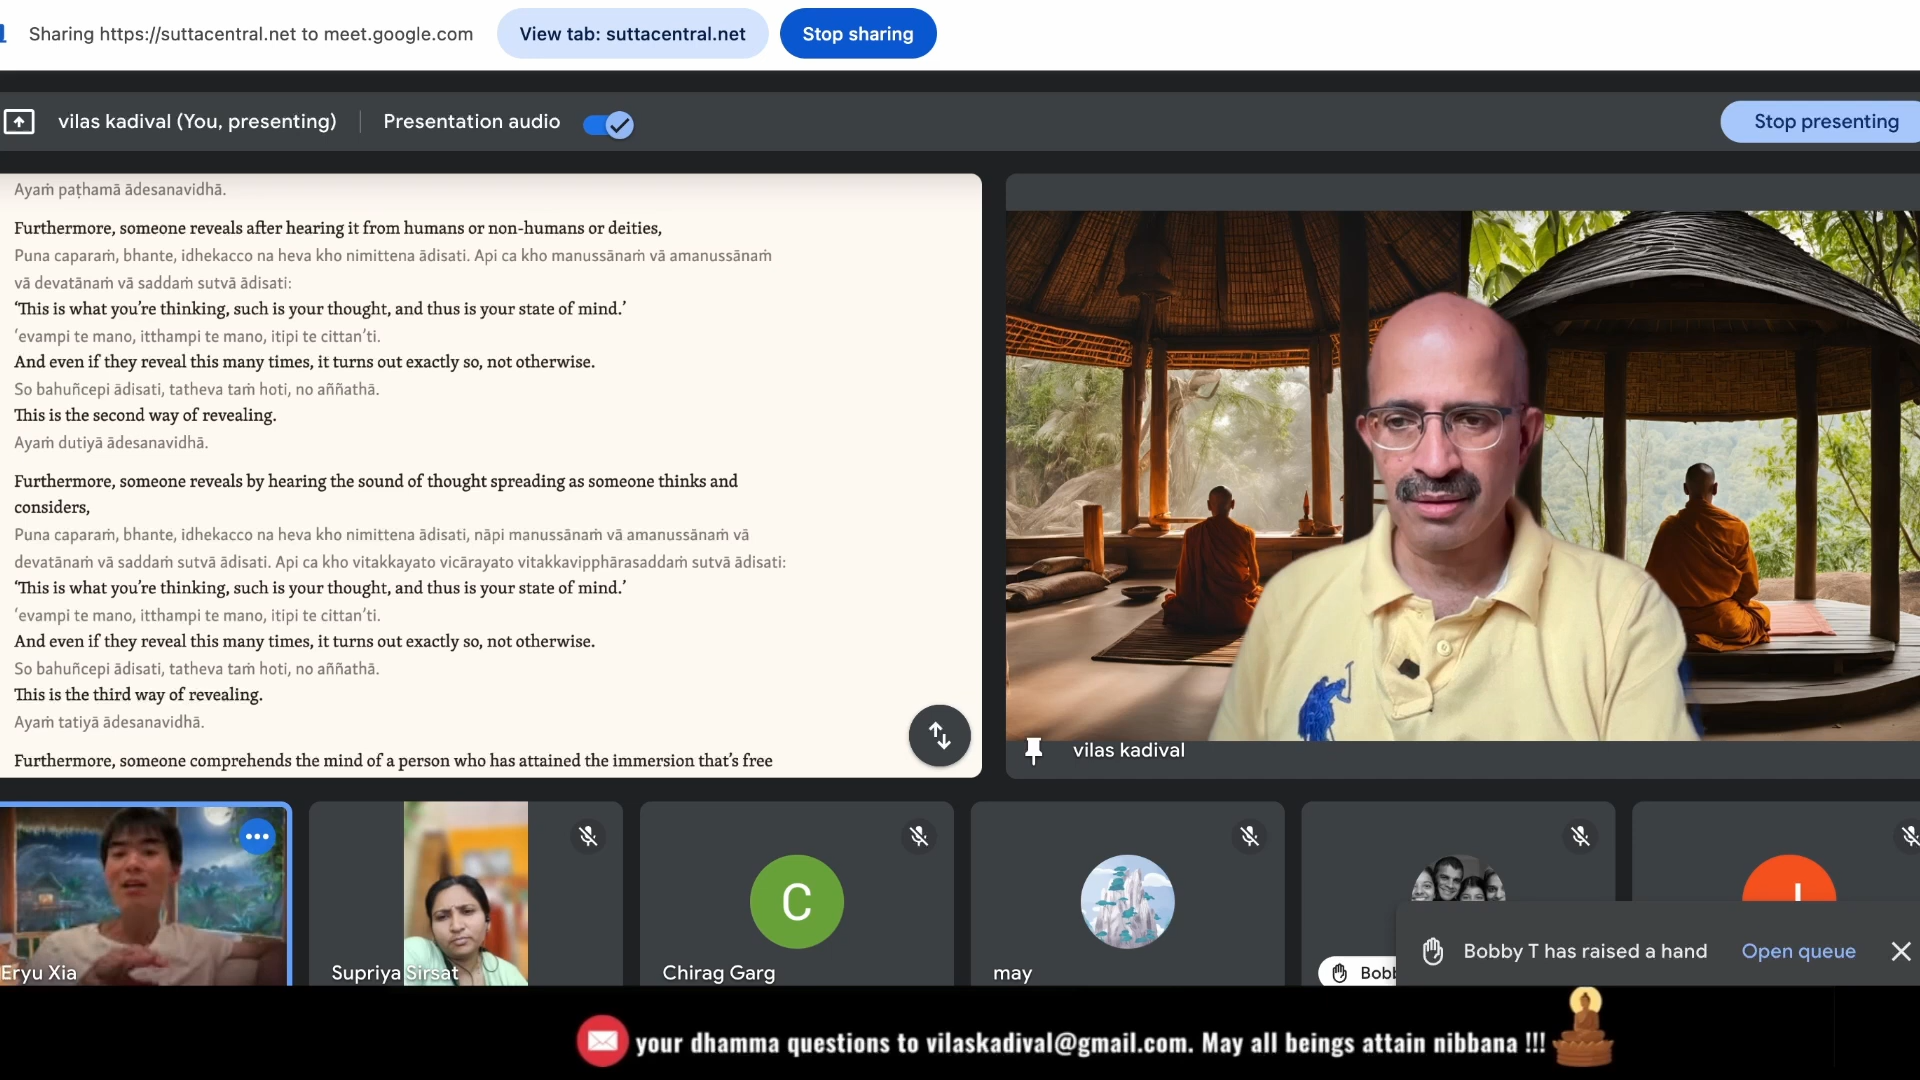 Sharing https://suttacentral.net to meet.google.com
View tab: suttacentral.net
Stop sharing
vilas kadival (You, presenting)
Presentation audio
Stop presenting
Ayaṁ paṭhamā ādesanavidhā.
Furthermore, someone reveals after hearing it from humans or non-humans or deities,
Puna caparaṁ, bhante, idhekacco na heva kho nimittena ādisati. Api ca kho manussānaṁ vā amanussānaṁ
vā devatānaṁ vā saddaṁ sutvā ādisati:
‘This is what you’re thinking, such is your thought, and thus is your state of mind.’
‘evampi te mano, itthampi te mano, itipi te cittan’ti.
And even if they reveal this many times, it turns out exactly so, not otherwise.
So bahuñcepi ādisati, tatheva taṁ hoti, no aññathā.
This is the second way of revealing.
Ayaṁ dutiyā ādesanavidhā.
Furthermore, someone reveals by hearing the sound of thought spreading as someone thinks and
considers,
Puna caparaṁ, bhante, idhekacco na heva kho nimittena ādisati, nāpi manussānaṁ vā amanussānaṁ vā
devatānaṁ vā saddaṁ sutvā ādisati. Api ca kho vitakkayato vicārayato vitakkavipphārasaddaṁ sutvā ādisati:
‘This is what you’re thinking, such is your thought, and thus is your state of mind.’
‘evampi te mano, itthampi te mano, itipi te cittan’ti.
And even if they reveal this many times, it turns out exactly so, not otherwise.
So bahuñcepi ādisati, tatheva taṁ hoti, no aññathā.
This is the third way of revealing.
Ayaṁ tatiyā ādesanavidhā.
Furthermore, someone comprehends the mind of a person who has attained the immersion that’s free
vilas kadival
Eryu Xia
Supriya Sirsat
C
Chirag Garg
may
Bobb
Bobby T has raised a hand
Open queue
your dhamma questions to vilaskadival@gmail.com. May all beings attain nibbana !!!